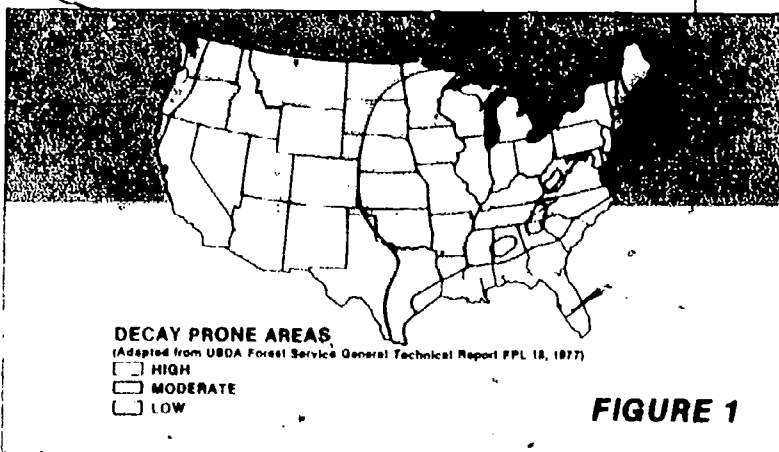 DECAY PRONE AREAS
(Adapted from USDA Forest Service General Technical Report FPL 18, 1977)
HIGH
MODERATE
LOW
FIGURE 1